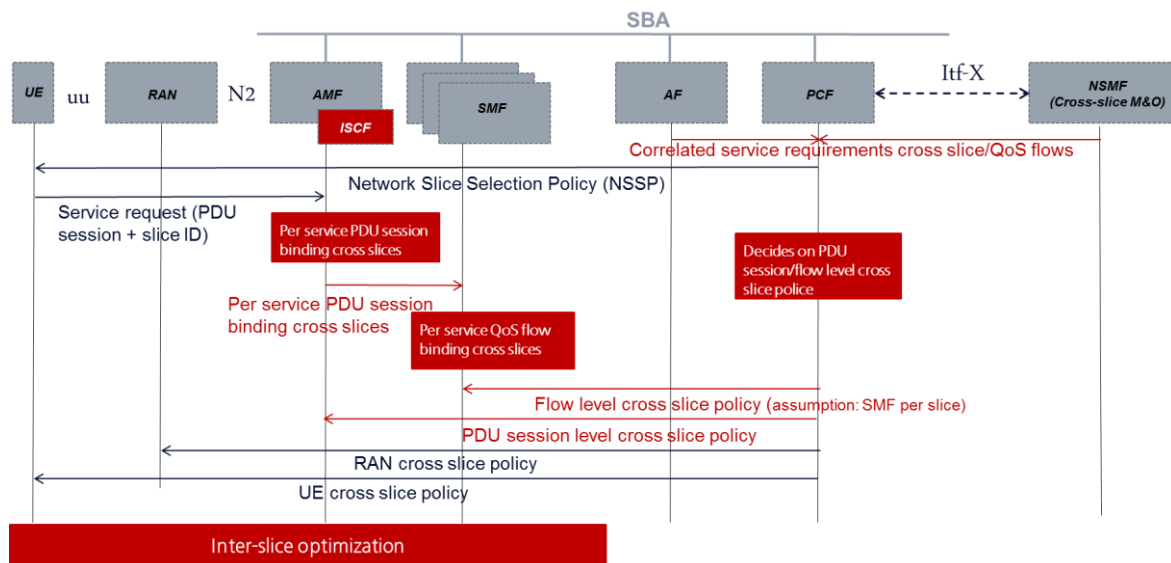 SBA
UE
uu
RAN
N2
AMF
ISCF
SMF
AF
PCF
Itf-X
NSMF
(Cross-slice M&O)
Correlated service requirements cross slice/QoS flows
Network Slice Selection Policy (NSSP)
Service request (PDU
session + slice ID)
Per service PDU session
binding cross slices
Decides on PDU
session/flow level cross
slice police
Per service PDU session
binding cross slices
Per service QoS flow
binding cross slices
Flow level cross slice policy (assumption: SMF per slice)
PDU session level cross slice policy
RAN cross slice policy
UE cross slice policy
Inter-slice optimization